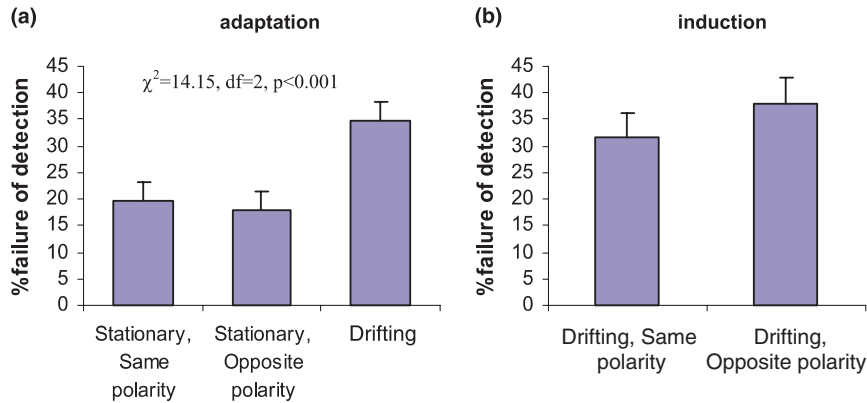 (a)
adaptation
%failure of detection
45
40
35
30
25
20
15
10
5
0
χ²=14.15, df=2, p<0.001
Stationary,
Same
polarity
Stationary,
Opposite
polarity
Drifting
(b)
induction
%failure of detection
45
40
35
30
25
20
15
10
5
0
Drifting, Same
polarity
Drifting,
Opposite polarity